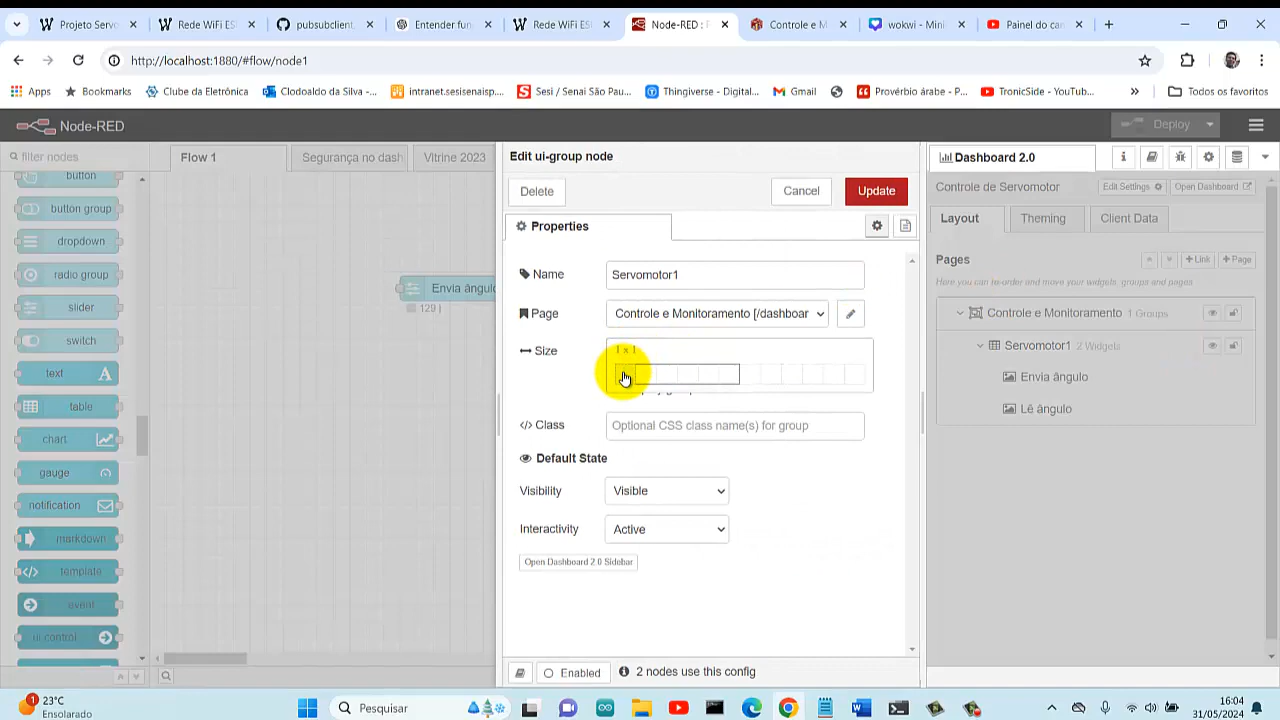 Projeto Servo
Rede WiFi ES
pubsubclient
Entender fun
Rede WiFi ES
Node-RED : F
Controle e M
wokwi - Mini
Painel do car
http://localhost:1880/#flow/node1
Apps
Bookmarks
Clube da Eletrônica
Clodoaldo da Silva -...
intranet.sesisenaisp....
Sesi / Senai São Pau...
Thingiverse - Digital...
Gmail
Provérbio árabe - P...
TronicSide - YouTub...
»
Todos os favoritos
Node-RED
Deploy
filter nodes
Flow 1
Segurança no dash
Vitrine 2023
Edit ui-group node
Dashboard 2.0
Delete
Cancel
Update
Controle de Servomotor
Edit Settings
Open Dashboard
Properties
Layout
Theming
Client Data
button
button group
dropdown
radio group
slider
switch
text
table
chart
gauge
notification
markdown
template
event
ui control
Envia ângulo
129 |
Name
Servomotor1
Page
Controle e Monitoramento [/dashboar
Size
1 x 1
Class
Optional CSS class name(s) for group
Default State
Visibility
Visible
Interactivity
Active
Open Dashboard 2.0 Sidebar
Enabled
2 nodes use this config
Pages
+Link
+Page
Here you can re-order and move your widgets, groups and pages
Controle e Monitoramento 1 Groups
Servomotor1 2 Widgets
Envia ângulo
Lê ângulo
1
23°C
Ensolarado
Pesquisar
16:04
31/05/2024